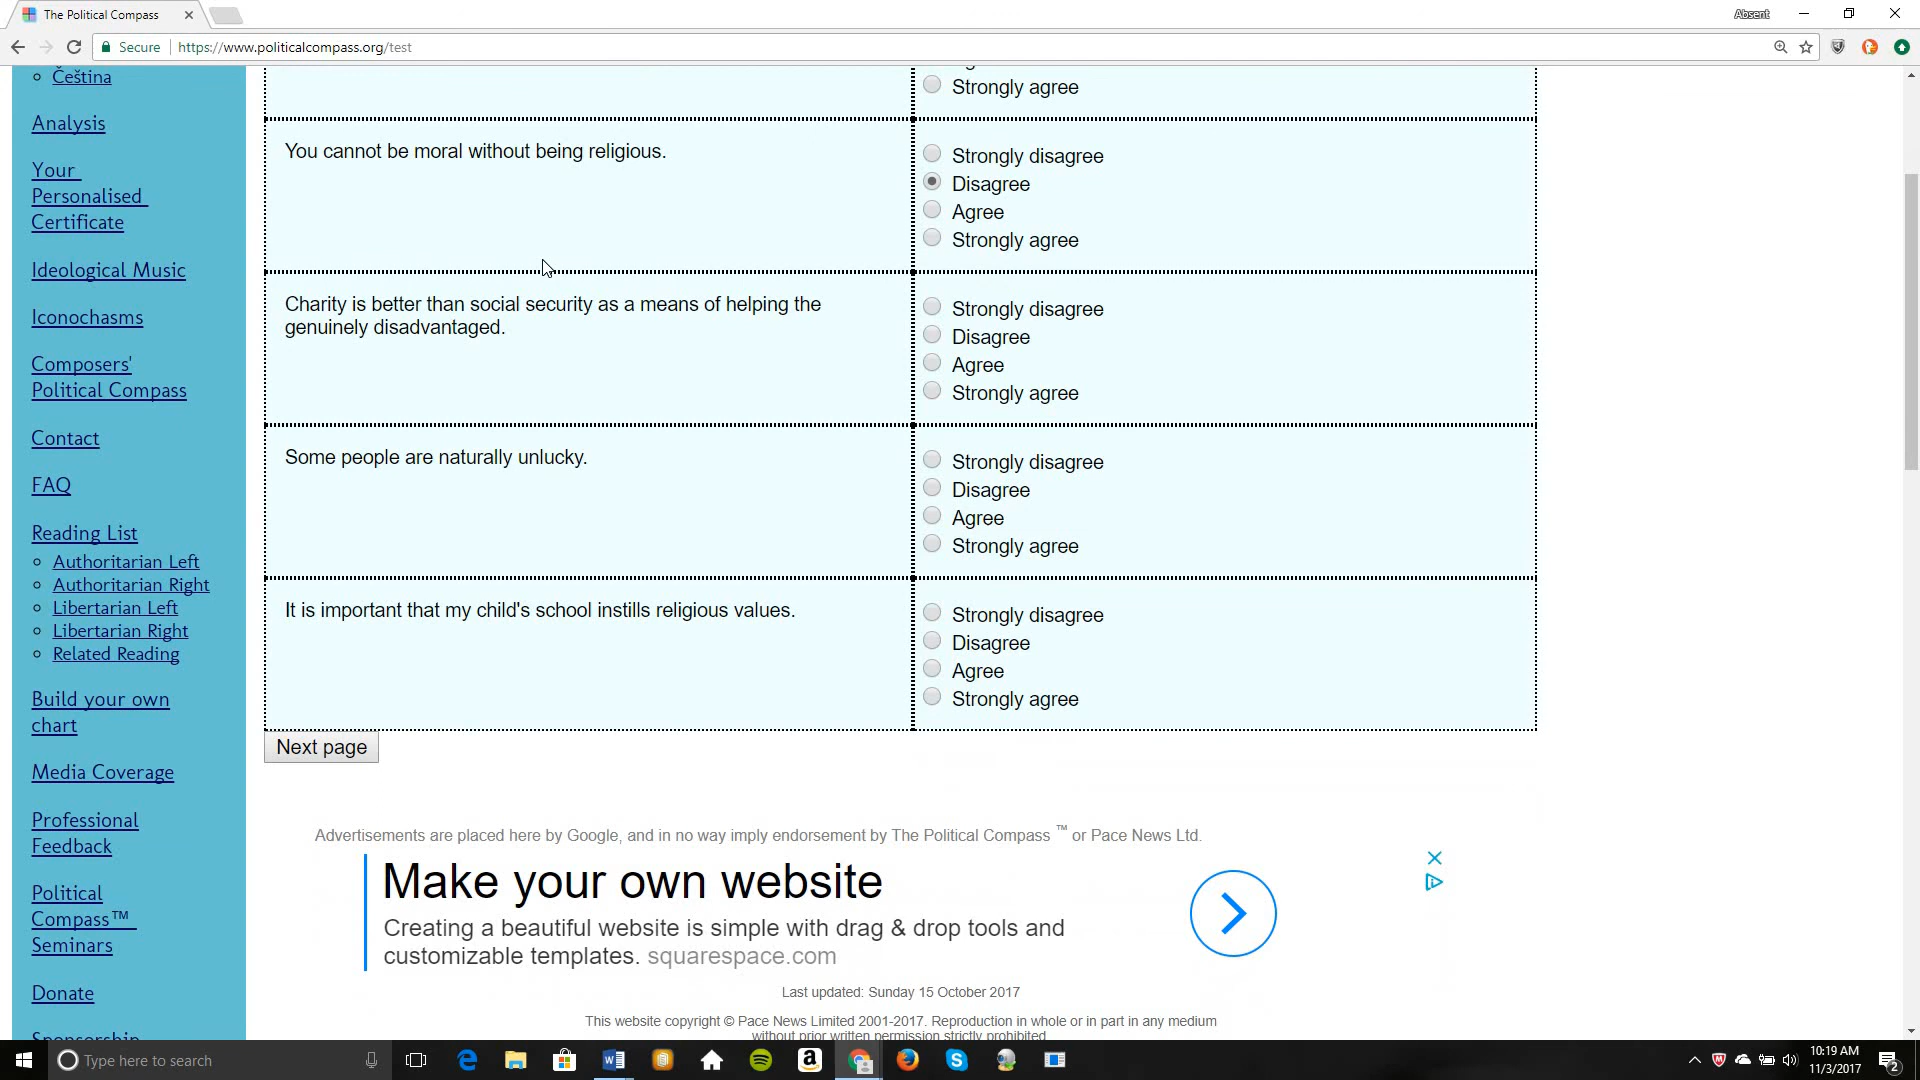 The Political Compass
Absent
Secure
https://www.politicalcompass.org/test
Čeština
Analysis
Your
Personalised
Certificate
Ideological Music
Iconochasms
Composers'
Political Compass
Contact
FAQ
Reading List
Authoritarian Left
Authoritarian Right
Libertarian Left
Libertarian Right
Related Reading
Build your own
chart
Media Coverage
Professional
Feedback
Political
Compass™
Seminars
Donate
Sponsorship
Strongly agree
You cannot be moral without being religious.
Strongly disagree
Disagree
Agree
Strongly agree
Charity is better than social security as a means of helping the
genuinely disadvantaged.
Strongly disagree
Disagree
Agree
Strongly agree
Some people are naturally unlucky.
Strongly disagree
Disagree
Agree
Strongly agree
It is important that my child's school instills religious values.
Strongly disagree
Disagree
Agree
Strongly agree
Next page
Advertisements are placed here by Google, and in no way imply endorsement by The Political Compass ™ or Pace News Ltd.
Make your own website
Creating a beautiful website is simple with drag & drop tools and
customizable templates. squarespace.com
Last updated: Sunday 15 October 2017
This website copyright © Pace News Limited 2001-2017. Reproduction in whole or in part in any medium
without prior written permission strictly prohibited
Type here to search
10:19 AM
11/3/2017
2